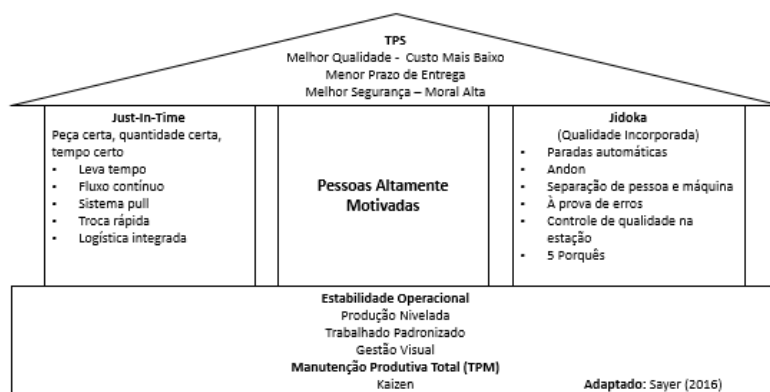 TPS
Melhor Qualidade - Custo Mais Baixo
Menor Prazo de Entrega
Melhor Segurança – Moral Alta
Just-In-Time
Peça certa, quantidade certa,
tempo certo
▪ Leva tempo
▪ Fluxo contínuo
▪ Sistema pull
▪ Troca rápida
▪ Logística integrada
Pessoas Altamente
Motivadas
Jidoka
(Qualidade Incorporada)
▪ Paradas automáticas
▪ Andon
▪ Separação de pessoa e máquina
▪ À prova de erros
▪ Controle de qualidade na
estação
▪ 5 Porquês
Estabilidade Operacional
Produção Nivelada
Trabalhado Padronizado
Gestão Visual
Manutenção Produtiva Total (TPM)
Kaizen
Adaptado: Sayer (2016)